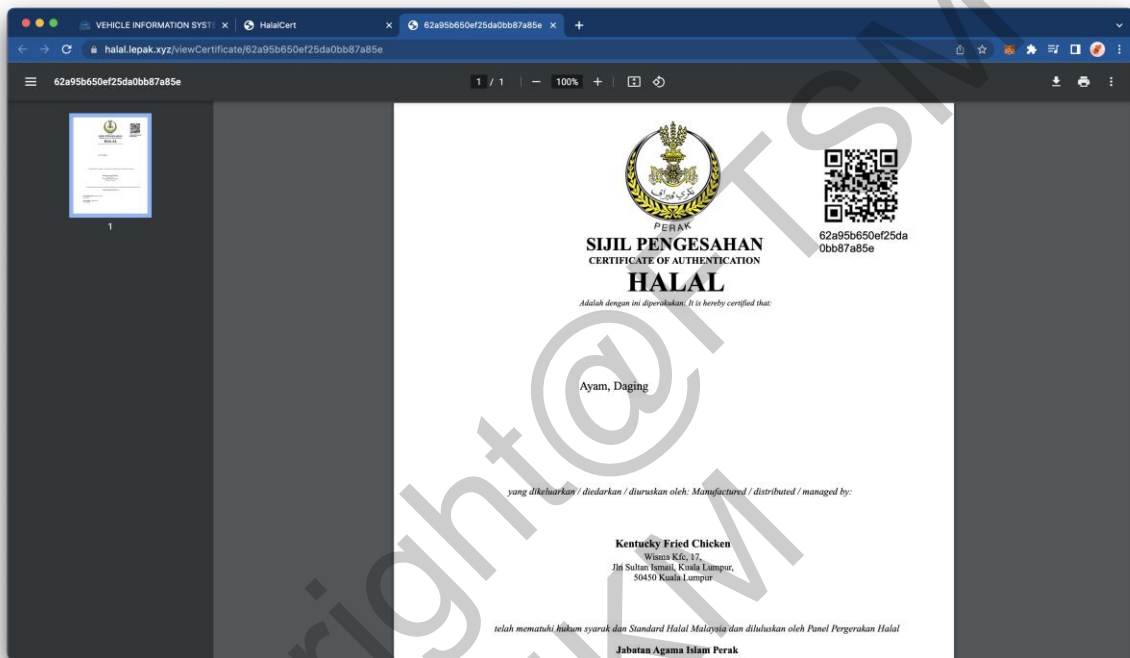 VEHICLE INFORMATION SYST
HalalCert
62a95b650ef25da0bb87a85e
halal.lepak.xyz/viewCertificate/62a95b650ef25da0bb87a85e
62a95b650ef25da0bb87a85e
1 / 1
100%
1
PERAK
62a95b650ef25da
0bb87a85e
SIJIL PENGESAHAN
CERTIFICATE OF AUTHENTICATION
HALAL
Adalah dengan ini diperakukan: It is hereby certified that:
Ayam, Daging
yang dikeluarkan / diedarkan / diuruskan oleh: Manufactured / distributed / managed by:
Kentucky Fried Chicken
Wisma Kfc, 17,
Jln Sultan Ismail, Kuala Lumpur,
50450 Kuala Lumpur
telah mematuhi hukum syarak dan Standard Halal Malaysia dan diluluskan oleh Panel Pergerakan Halal
Jabatan Agama Islam Perak
right@FTSM
KM